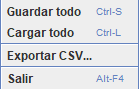 Guardar todo Ctrl-S
Cargar todo Ctrl-L
Exportar CSV...
Salir Alt-F4